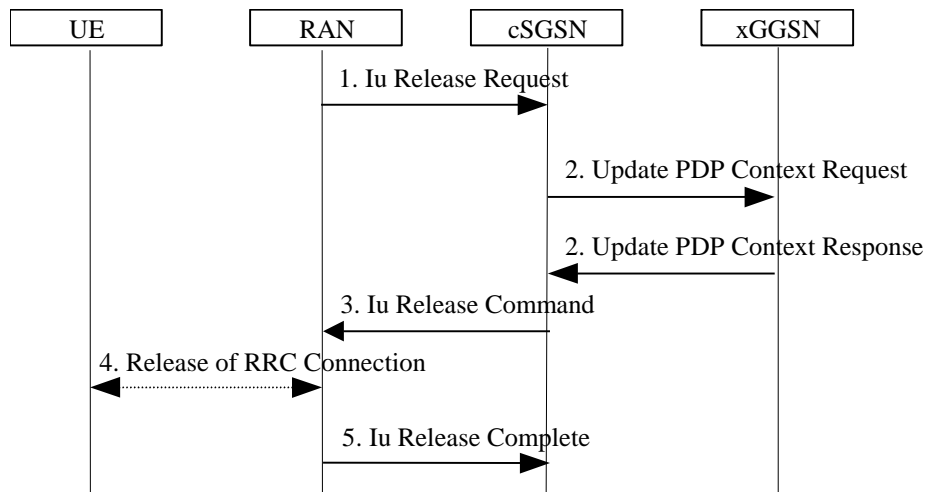 UE
RAN
cSGSN
xGGSN
1. Iu Release Request
2. Update PDP Context Request
2. Update PDP Context Response
3. Iu Release Command
4. Release of RRC Connection
5. Iu Release Complete